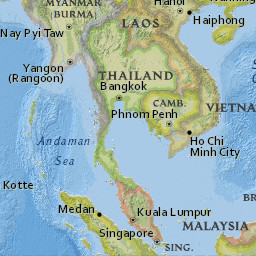 MYANMAR
BURMA
Nay Pyi Taw
LAOS
Hanoi
Haiphong
Yangon
(Rangoon)
THAILAND
Bangkok
VIETNA
CAMB.
Phnom Penh
Ho Chi
Minh City
Andaman
Sea
Kotte
Medan
Kuala Lumpur
MALAYSIA
Singapore
SING.